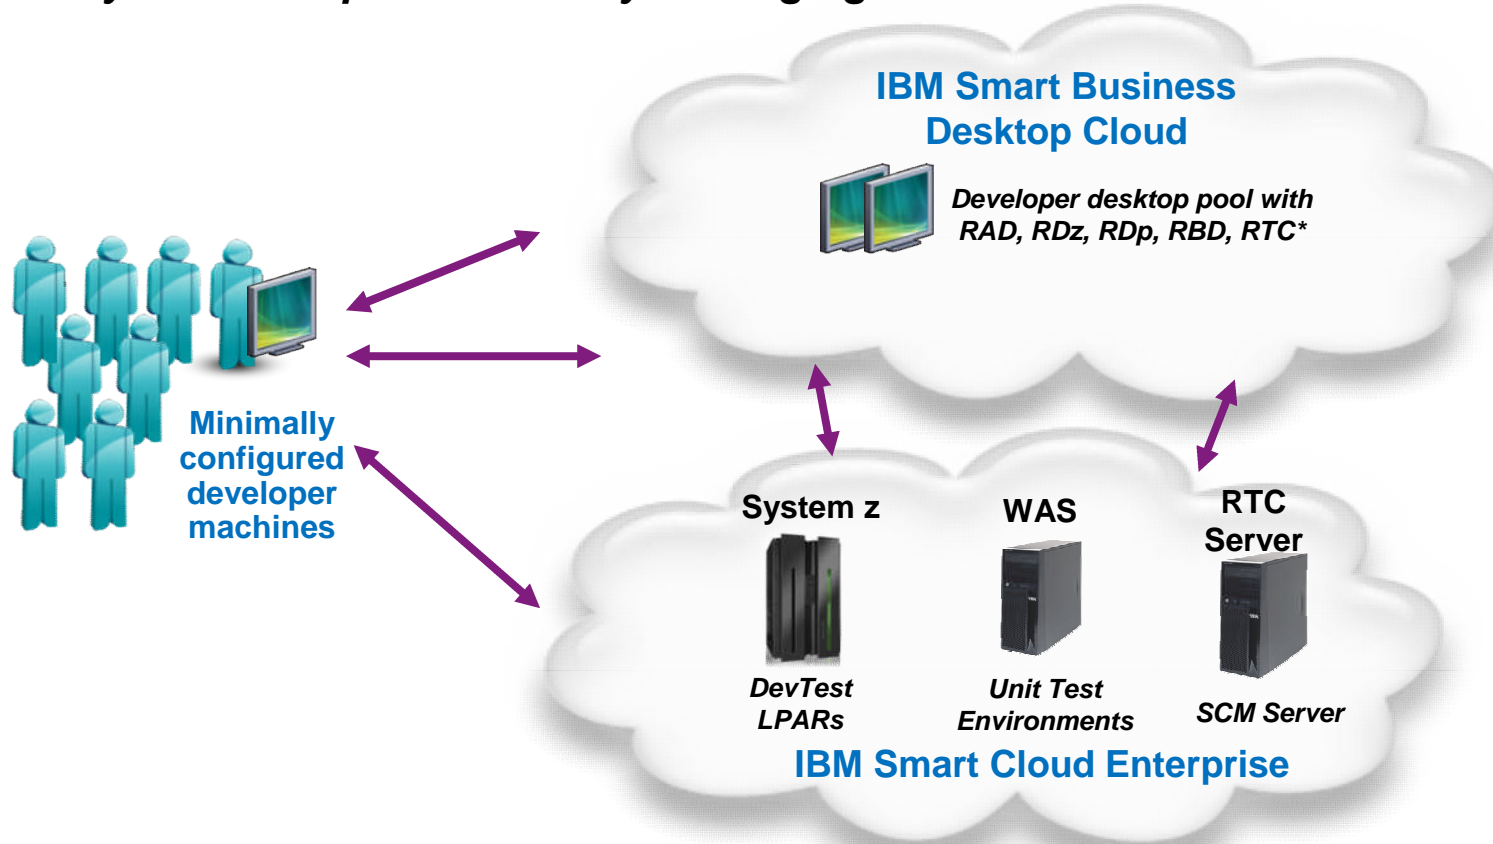 IBM Smart Business
Desktop Cloud
Developer desktop pool with
RAD, RDz, RDp, RBD, RTC*
Minimally
configured
developer
machines
System z
WAS
RTC
Server
DevTest
LPARs
Unit Test
Environments
SCM Server
IBM Smart Cloud Enterprise